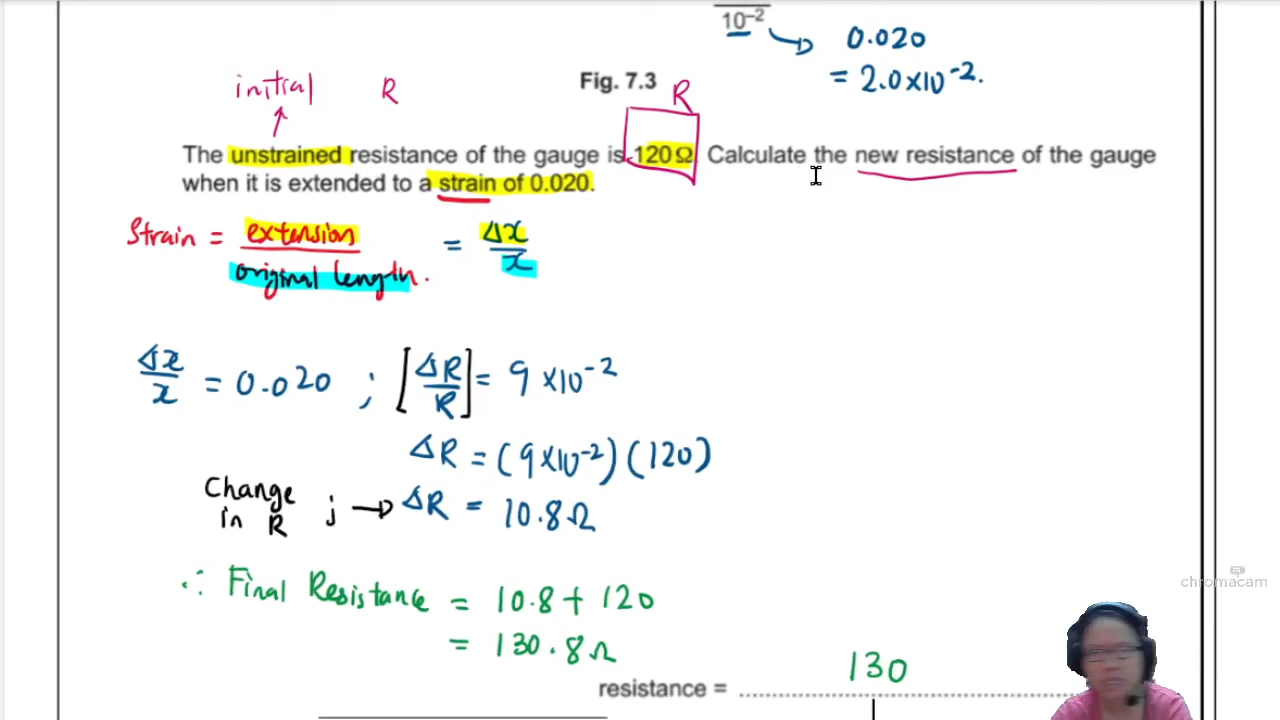 10⁻² → 0.020
= 2.0×10⁻².
initial R
Fig. 7.3
R
The unstrained resistance of the gauge is 120 Ω. Calculate the new resistance of the gauge
when it is extended to a strain of 0.020.
Strain = extension / original length. = Δx / x
Δx / x = 0.020 ; [ΔR / R] = 9 ×10⁻²
ΔR = (9×10⁻²)(120)
Change in R ; → ΔR = 10.8Ω
∴ Final Resistance = 10.8 + 120
= 130.8Ω
130
resistance = ........................................
chromacam